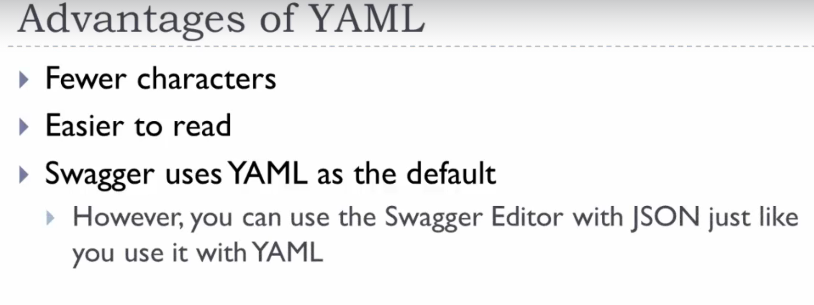 Advantages of YAML
Fewer characters
Easier to read
Swagger uses YAML as the default
However, you can use the Swagger Editor with JSON just like
you use it with YAML